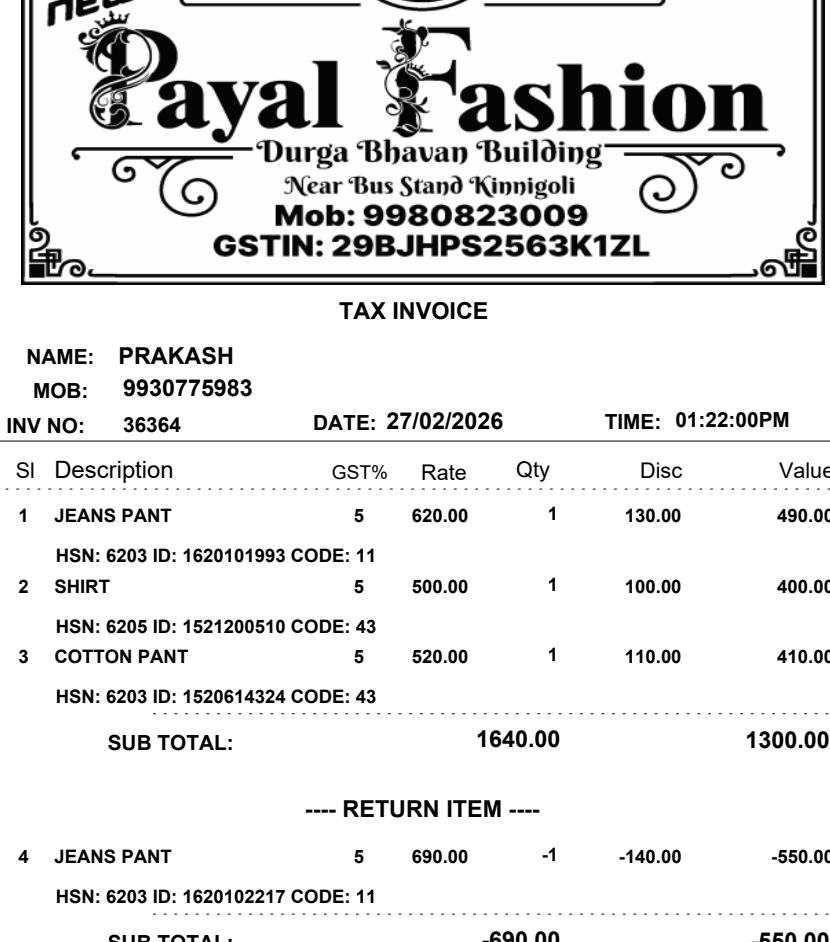 new
Payal Fashion
Durga Bhavan Building
Near Bus Stand Kinnigoli
Mob: 9980823009
GSTIN: 29BJHPS2563K1ZL
TAX INVOICE
NAME: PRAKASH
MOB: 9930775983
INV NO: 36364 DATE: 27/02/2026 TIME: 01:22:00PM
Sl Description GST% Rate Qty Disc Value
1 JEANS PANT 5 620.00 1 130.00 490.00
HSN: 6203 ID: 1620101993 CODE: 11
2 SHIRT 5 500.00 1 100.00 400.00
HSN: 6205 ID: 1521200510 CODE: 43
3 COTTON PANT 5 520.00 1 110.00 410.00
HSN: 6203 ID: 1520614324 CODE: 43
SUB TOTAL: 1640.00 1300.00
---- RETURN ITEM ----
4 JEANS PANT 5 690.00 -1 -140.00 -550.00
HSN: 6203 ID: 1620102217 CODE: 11
SUB TOTAL: -690.00 -550.00